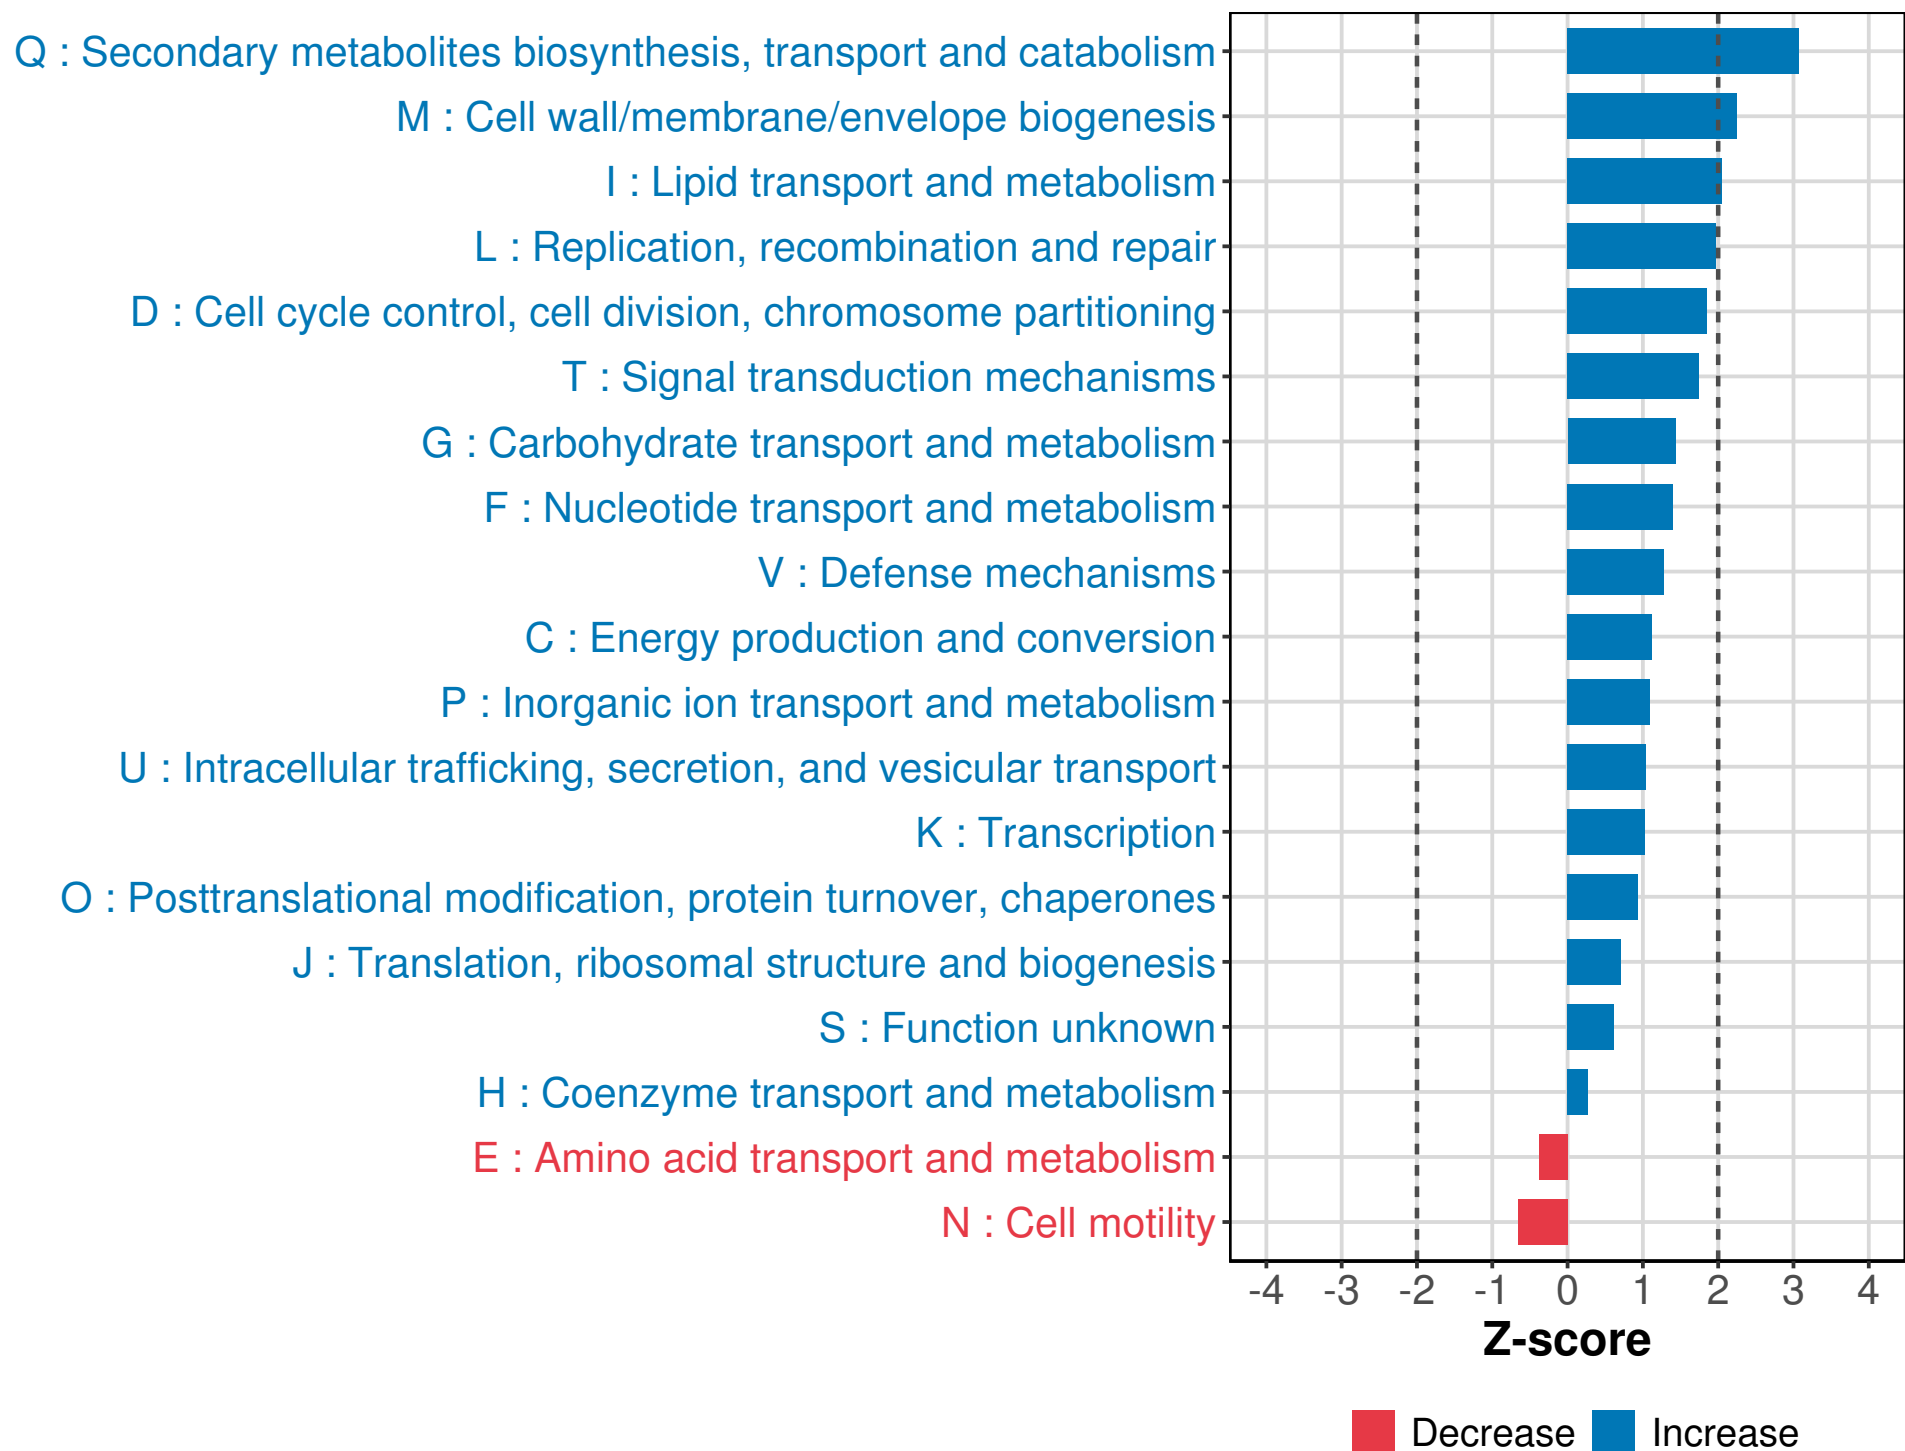 Q : Secondary metabolites biosynthesis, transport and catabolism
M : Cell wall/membrane/envelope biogenesis
I : Lipid transport and metabolism
L : Replication, recombination and repair
D : Cell cycle control, cell division, chromosome partitioning
T : Signal transduction mechanisms
G : Carbohydrate transport and metabolism
F : Nucleotide transport and metabolism
V : Defense mechanisms
C : Energy production and conversion
P : Inorganic ion transport and metabolism
U : Intracellular trafficking, secretion, and vesicular transport
K : Transcription
O : Posttranslational modification, protein turnover, chaperones
J : Translation, ribosomal structure and biogenesis
S : Function unknown
H : Coenzyme transport and metabolism
E : Amino acid transport and metabolism
N : Cell motility
-4 -3 -2 -1 0 1 2 3 4
Z-score
Decrease Increase